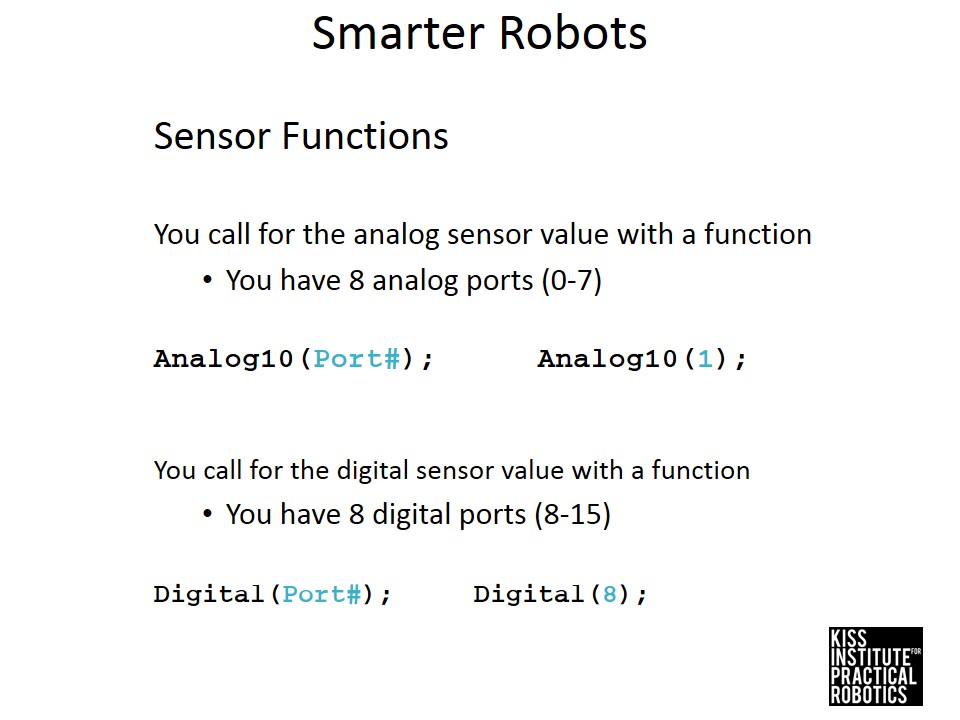 Smarter Robots
Sensor Functions
You call for the analog sensor value with a function
• You have 8 analog ports (0-7)
Analog10(Port#); Analog10(1);
You call for the digital sensor value with a function
• You have 8 digital ports (8-15)
Digital(Port#); Digital(8);
KISS
INSTITUTE FOR
PRACTICAL
ROBOTICS